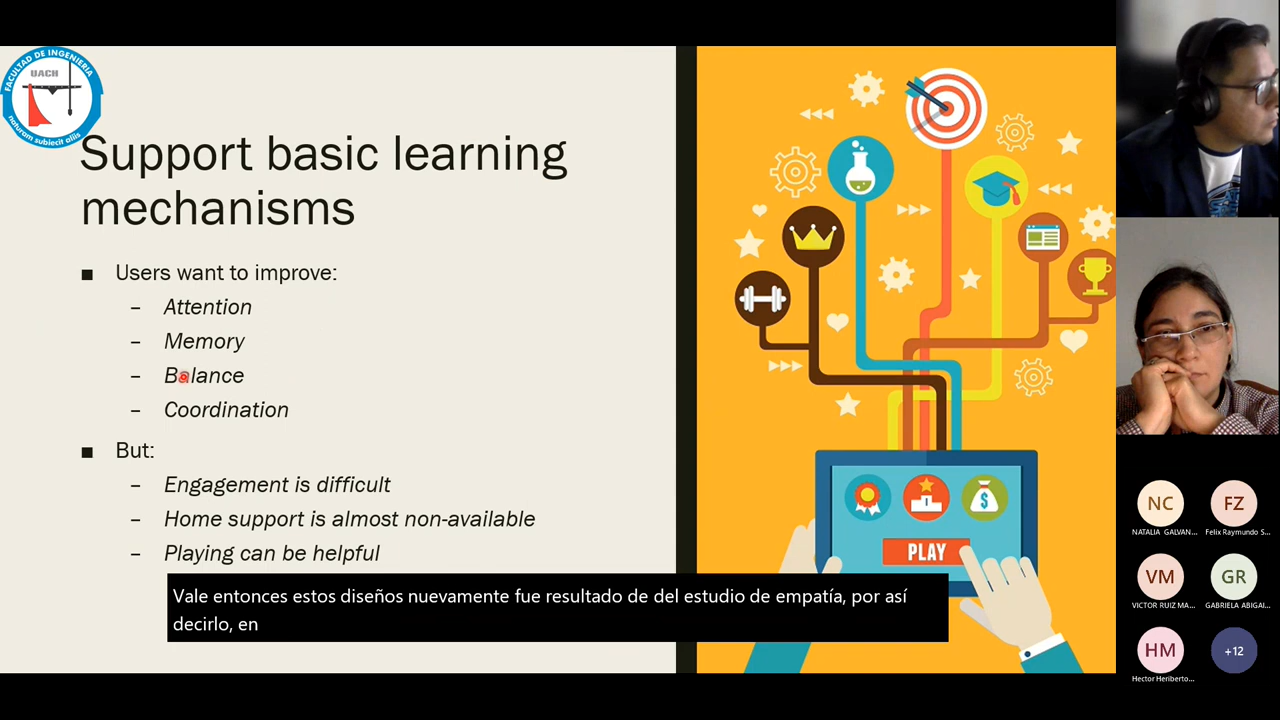 FACULTAD DE INGENIERIA
UACH
naturam subiecit aliis
Support basic learning
mechanisms
■ Users want to improve:
– Attention
– Memory
– Balance
– Coordination
■ But:
– Engagement is difficult
– Home support is almost non-available
– Playing can be helpful
1
$
PLAY
Vale entonces estos diseños nuevamente fue resultado de del estudio de empatía, por así
decirlo, en
NC
NATALIA GALVAN...
FZ
Felix Raymundo S...
VM
VICTOR RUIZ MA...
GR
GABRIELA ABIGAI...
HM
Hector Heriberto...
+12